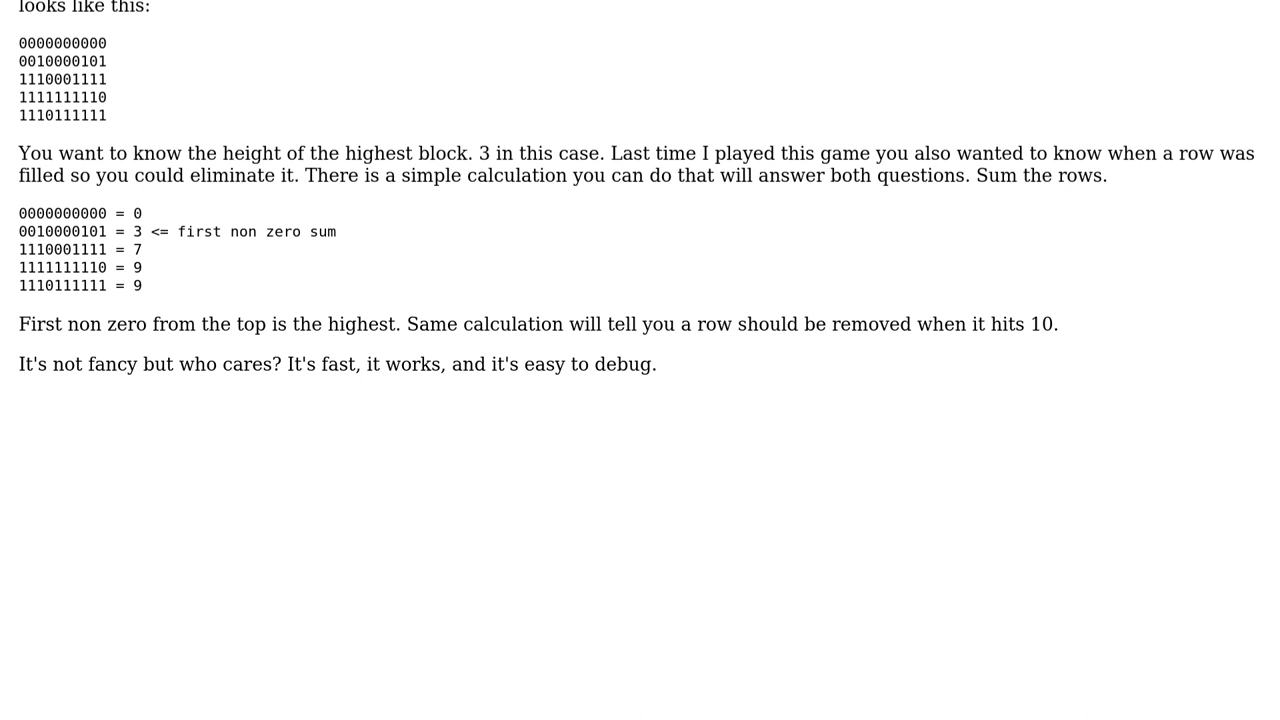 looks like this:
0000000000
0010000101
1110001111
1111111110
1110111111
You want to know the height of the highest block. 3 in this case. Last time I played this game you also wanted to know when a row was
filled so you could eliminate it. There is a simple calculation you can do that will answer both questions. Sum the rows.
0000000000 = 0
0010000101 = 3 <= first non zero sum
1110001111 = 7
1111111110 = 9
1110111111 = 9
First non zero from the top is the highest. Same calculation will tell you a row should be removed when it hits 10.
It's not fancy but who cares? It's fast, it works, and it's easy to debug.